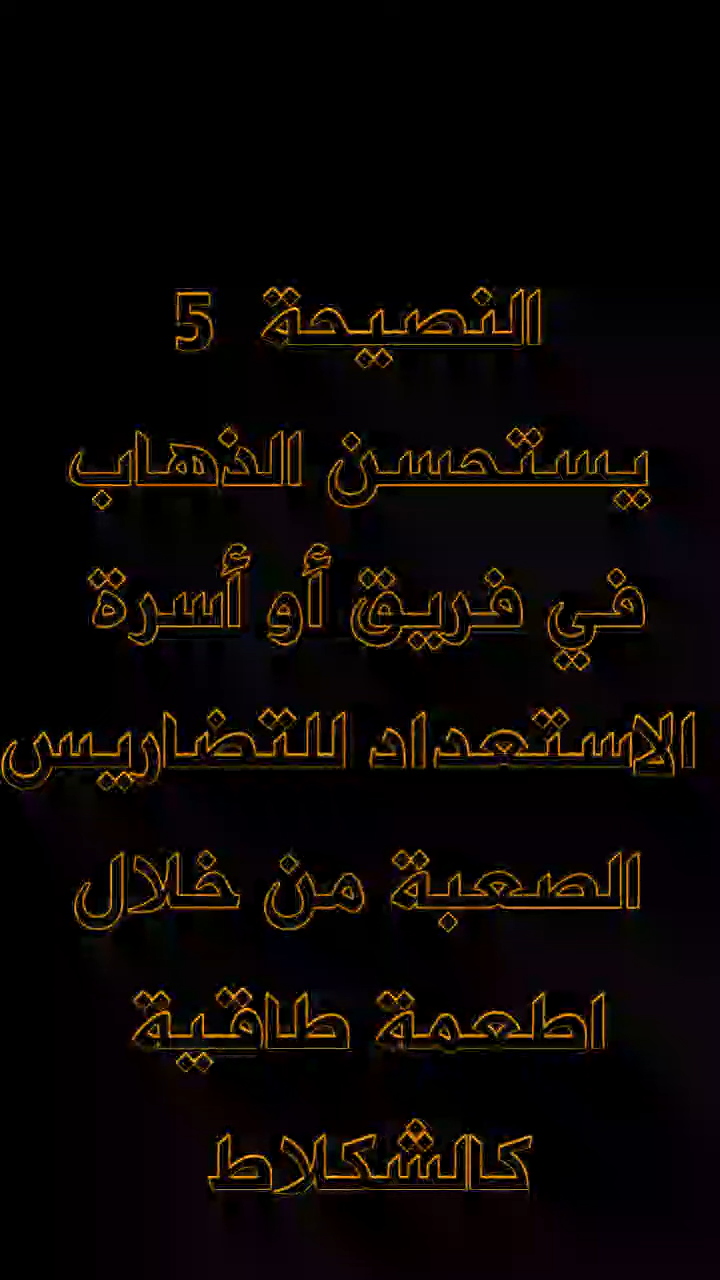 النصيحة 5
يستحسن الذهاب
في فريق أو أسرة
الاستعداد للتضاريس
الصعبة من خلال
اطعمة طاقية
كالشكلاط